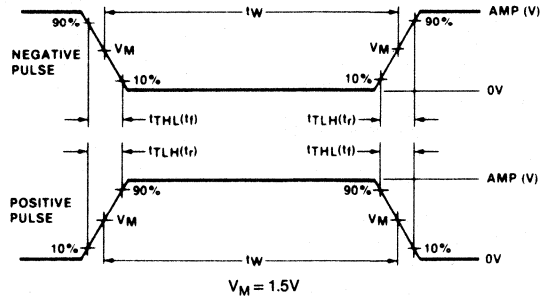 tW
90%
90%
AMP (V)
NEGATIVE
PULSE
VM
VM
10%
10%
0V
tTHL(tf)
tTLH(tr)
tTLH(tr)
tTHL(tf)
90%
90%
AMP (V)
POSITIVE
PULSE
VM
VM
10%
10%
0V
tW
VM = 1.5V